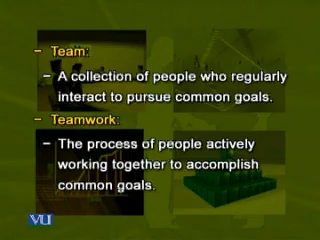 – Team:
– A collection of people who regularly
interact to pursue common goals.
– Teamwork:
– The process of people actively
working together to accomplish
common goals.
VU